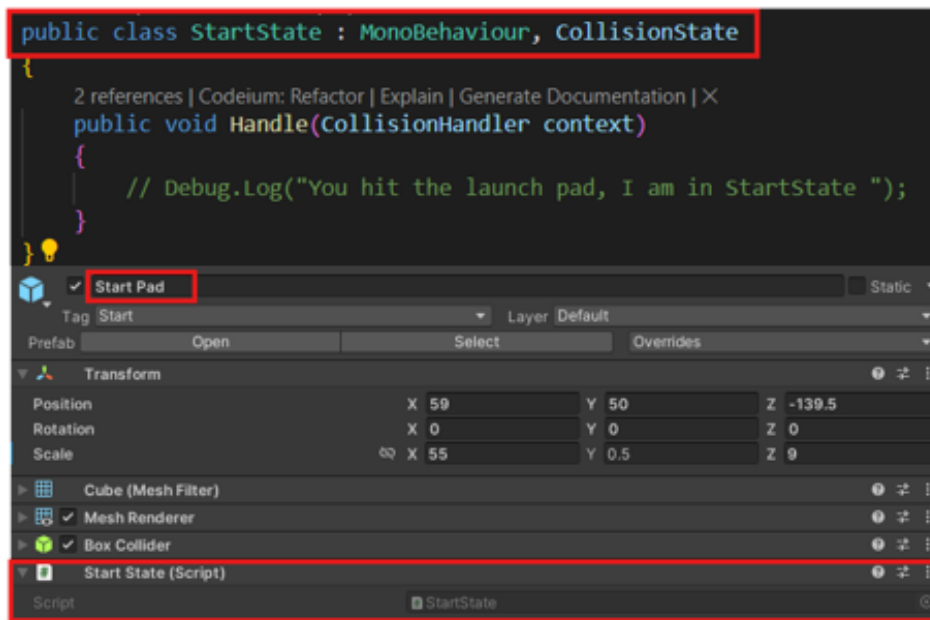 public class StartState : MonoBehaviour, CollisionState
{
2 references | Codeium: Refactor | Explain | Generate Documentation | X
public void Handle(CollisionHandler context)
{
// Debug.Log("You hit the launch pad, I am in StartState ");
}
}
Start Pad Static
Tag Start Layer Default
Prefab Open Select Overrides
Transform
Position X 59 Y 50 Z -139.5
Rotation X 0 Y 0 Z 0
Scale X 55 Y 0.5 Z 9
Cube (Mesh Filter)
Mesh Renderer
Box Collider
# Start State (Script)
Script # StartState